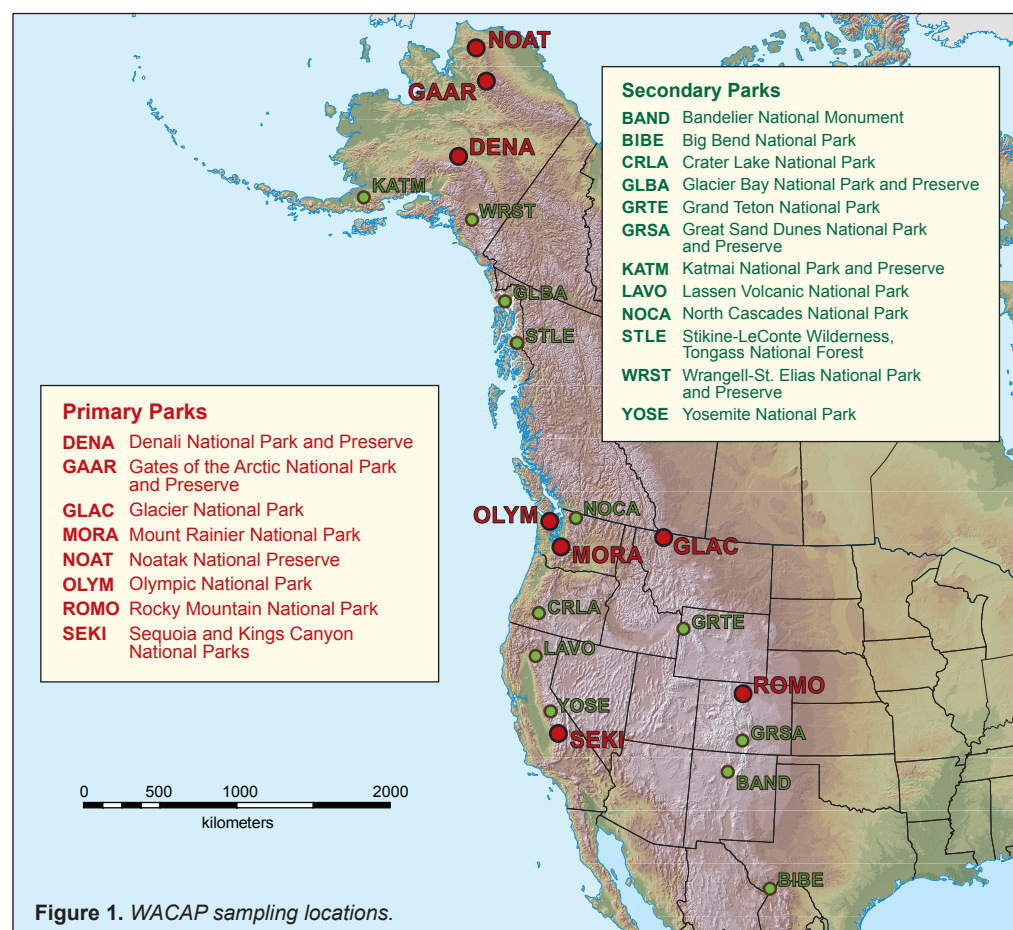 NOAT
GAAR
DENA
KATM
WRST
GLBA
STLE
Secondary Parks
BAND Bandelier National Monument
BIBE Big Bend National Park
CRLA Crater Lake National Park
GLBA Glacier Bay National Park and Preserve
GRTE Grand Teton National Park
GRSA Great Sand Dunes National Park
and Preserve
KATM Katmai National Park and Preserve
LAVO Lassen Volcanic National Park
NOCA North Cascades National Park
STLE Stikine-LeConte Wilderness,
Tongass National Forest
WRST Wrangell-St. Elias National Park
and Preserve
YOSE Yosemite National Park
Primary Parks
DENA Denali National Park and Preserve
GAAR Gates of the Arctic National Park
and Preserve
GLAC Glacier National Park
MORA Mount Rainier National Park
NOAT Noatak National Preserve
OLYM Olympic National Park
ROMO Rocky Mountain National Park
SEKI Sequoia and Kings Canyon
National Parks
OLYM
NOCA
MORA
GLAC
CRLA
GRTE
LAVO
ROMO
YOSE
SEKI
GRSA
BAND
BIBE
0 500 1000 2000
kilometers
Figure 1. WACAP sampling locations.